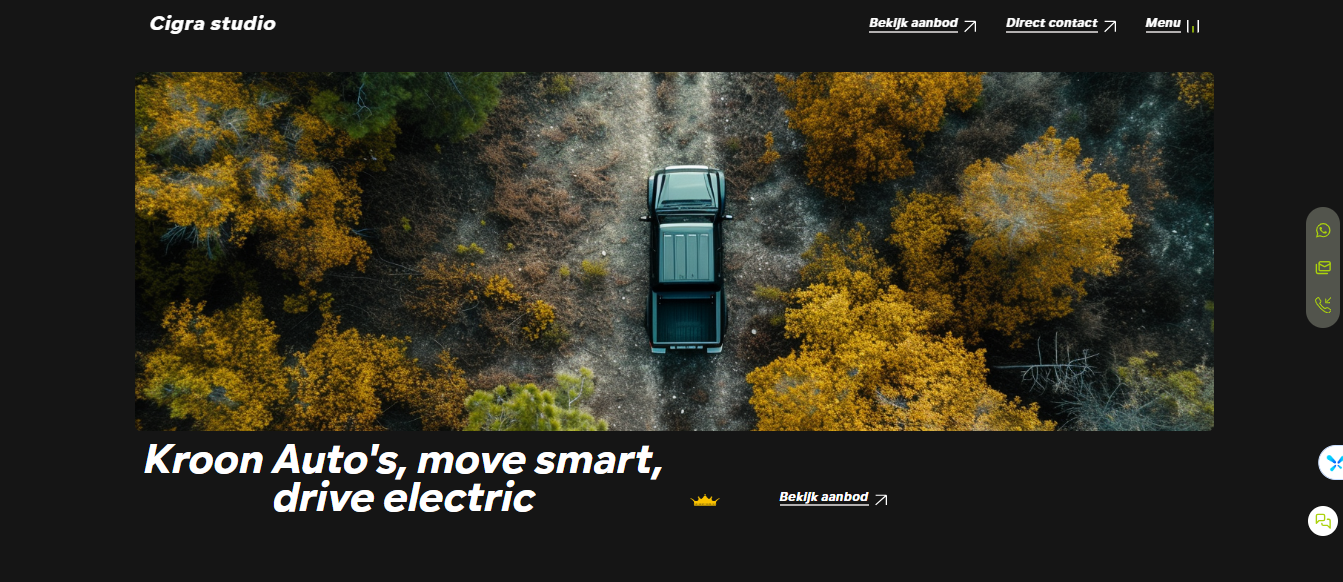 Cigra studio
Bekijk aanbod
Direct contact
Menu
Kroon Auto's, move smart,
drive electric
Bekijk aanbod